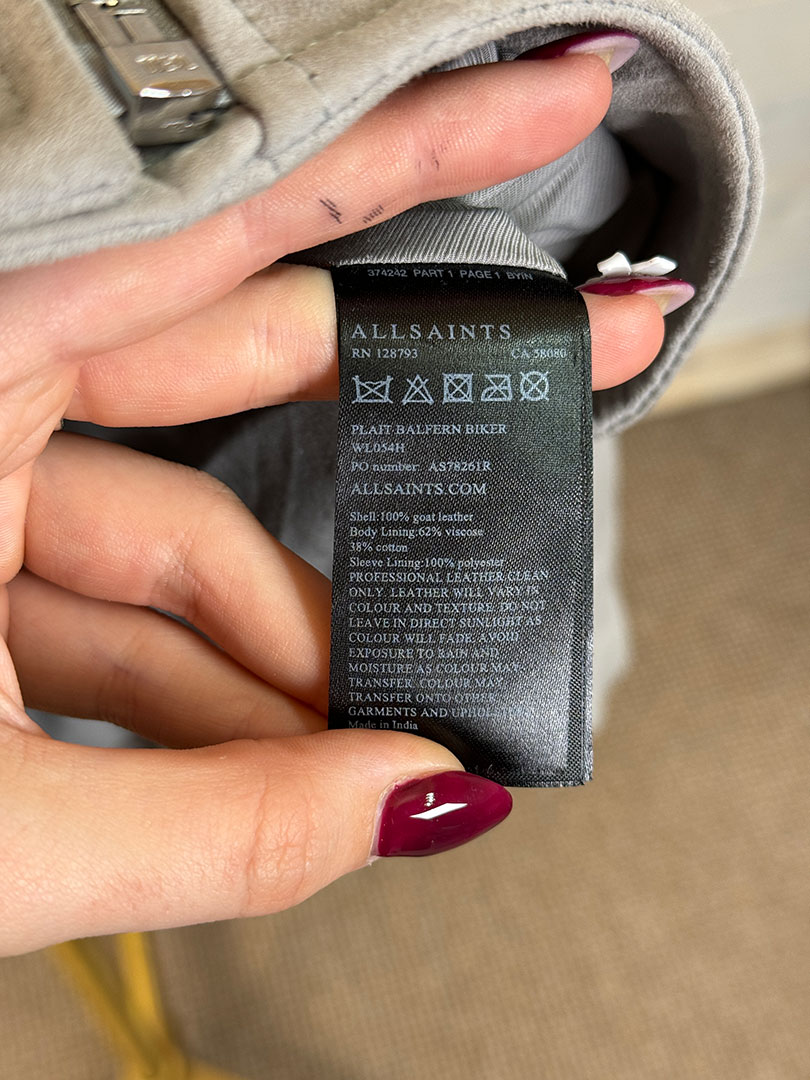 374242 PART 1 PAGE 1 BYIN
ALLSAINTS
RN 128793 CA 58080
PLAIT BALFERN BIKER
WL054H
PO number: AS78261R
ALLSAINTS.COM
Shell:100% goat leather
Body Lining:62% viscose
38% cotton
Sleeve Lining:100% polyester
PROFESSIONAL LEATHER CLEAN
ONLY. LEATHER WILL VARY IN
COLOUR AND TEXTURE. DO NOT
LEAVE IN DIRECT SUNLIGHT AS
COLOUR WILL FADE. AVOID
EXPOSURE TO RAIN AND
MOISTURE AS COLOUR MAY
TRANSFER. COLOUR MAY
TRANSFER ONTO OTHER
GARMENTS AND
Made in India